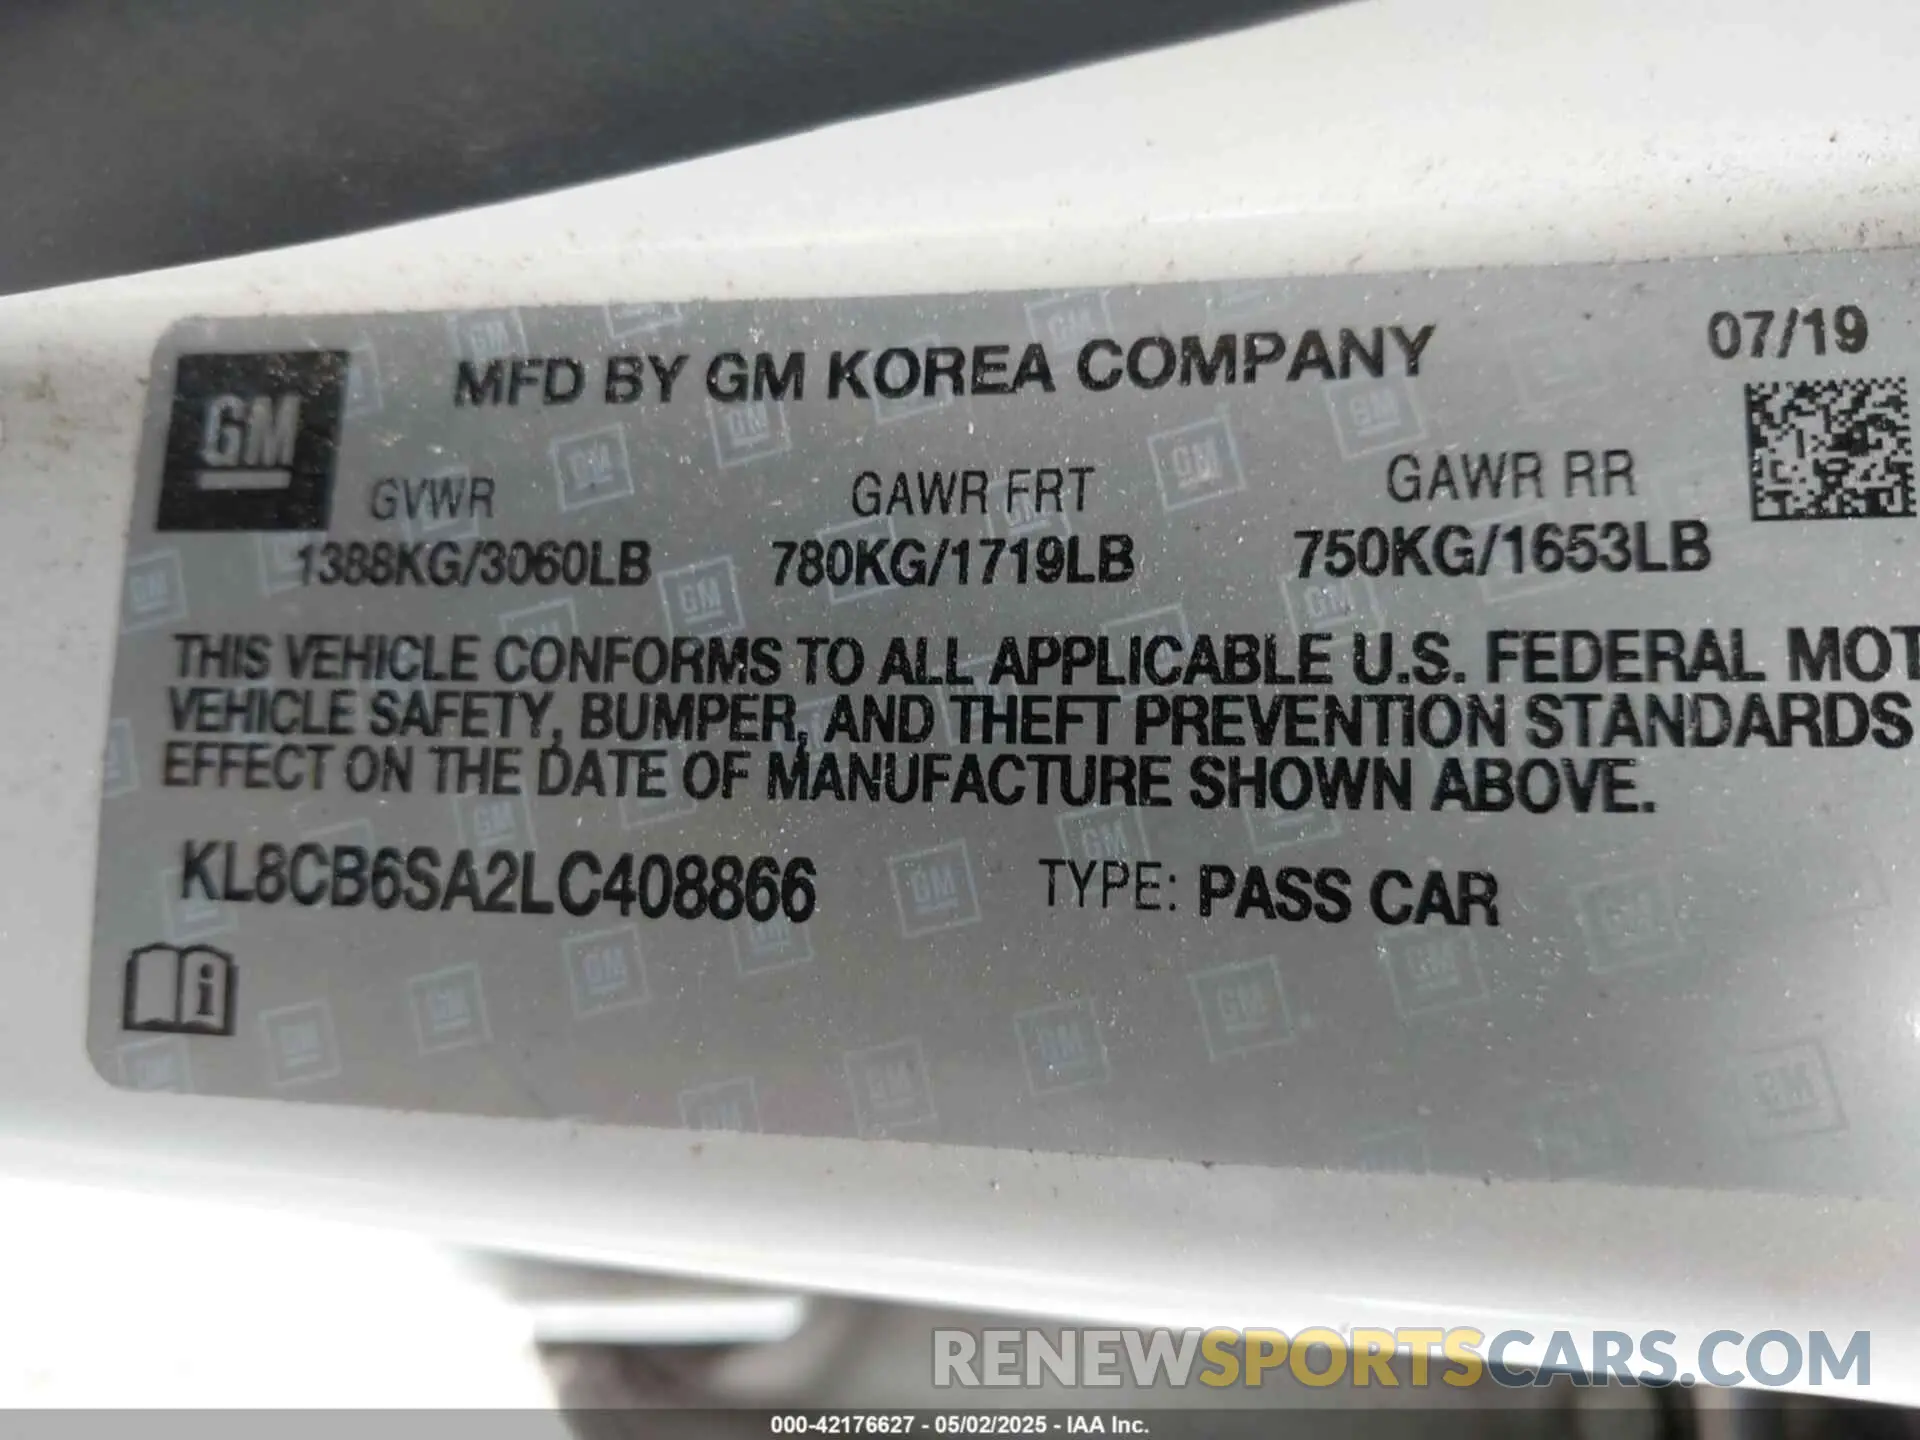 MFD BY GM KOREA COMPANY 07/19
GM
GVWR GAWR FRT GAWR RR
1388KG/3060LB 780KG/1719LB 750KG/1653LB
THIS VEHICLE CONFORMS TO ALL APPLICABLE U.S. FEDERAL MOT
VEHICLE SAFETY, BUMPER, AND THEFT PREVENTION STANDARDS
EFFECT ON THE DATE OF MANUFACTURE SHOWN ABOVE.
KL8CB6SA2LC408866 TYPE: PASS CAR
i
RENEWSPORTSCARS.COM
000-42176627 - 05/02/2025 - IAA Inc.